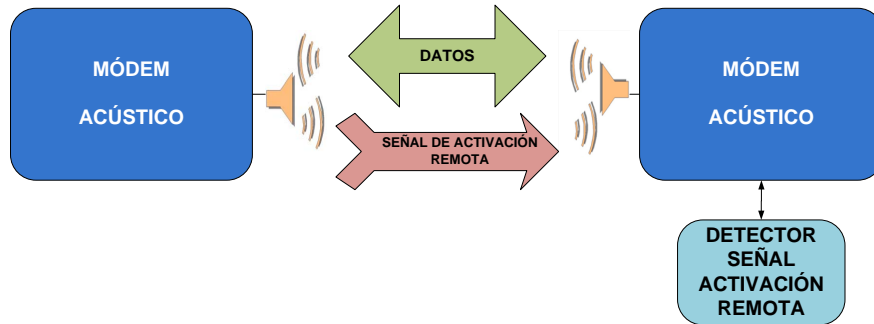 MÓDEM
ACÚSTICO
DATOS
SEÑAL DE ACTIVACIÓN
REMOTA
MÓDEM
ACÚSTICO
DETECTOR
SEÑAL
ACTIVACIÓN
REMOTA